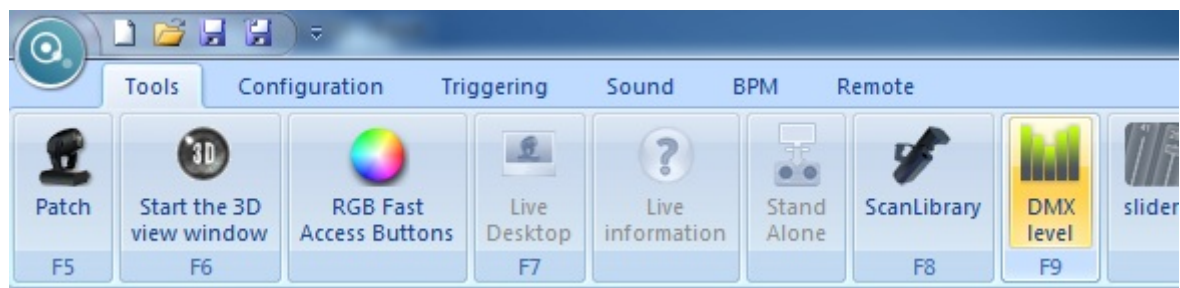 Tools Configuration Triggering Sound BPM Remote
3D
Patch
Start the 3D
view window
RGB Fast
Access Buttons
Live
Desktop
Live
information
Stand
Alone
ScanLibrary
DMX
level
slider
F5 F6 F7 F8 F9